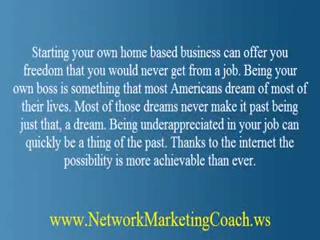 Starting your own home based business can offer you
freedom that you would never get from a job. Being your
own boss is something that most Americans dream of most of
their lives. Most of those dreams never make it past being
just that, a dream. Being underappreciated in your job can
quickly be a thing of the past. Thanks to the internet the
possibility is more achievable than ever.
www.NetworkMarketingCoach.ws